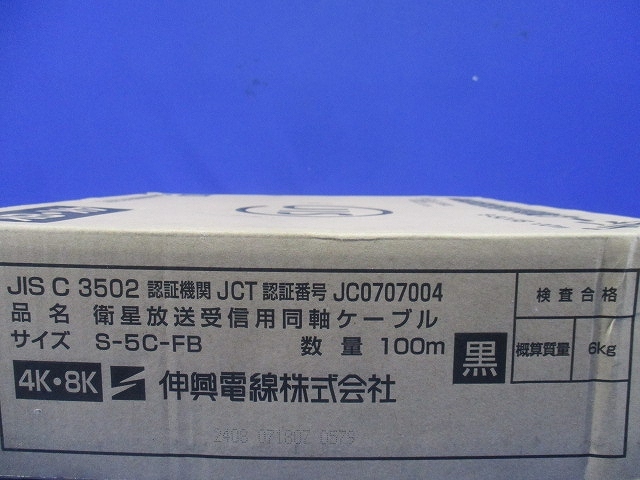 JIS C 3502 認証機関 JCT 認証番号 JC0707004
品名 衛星放送受信用同軸ケーブル
サイズ S-5C-FB 数量 100m
黒
検査合格
概算質量 6kg
4K・8K 伸興電線株式会社